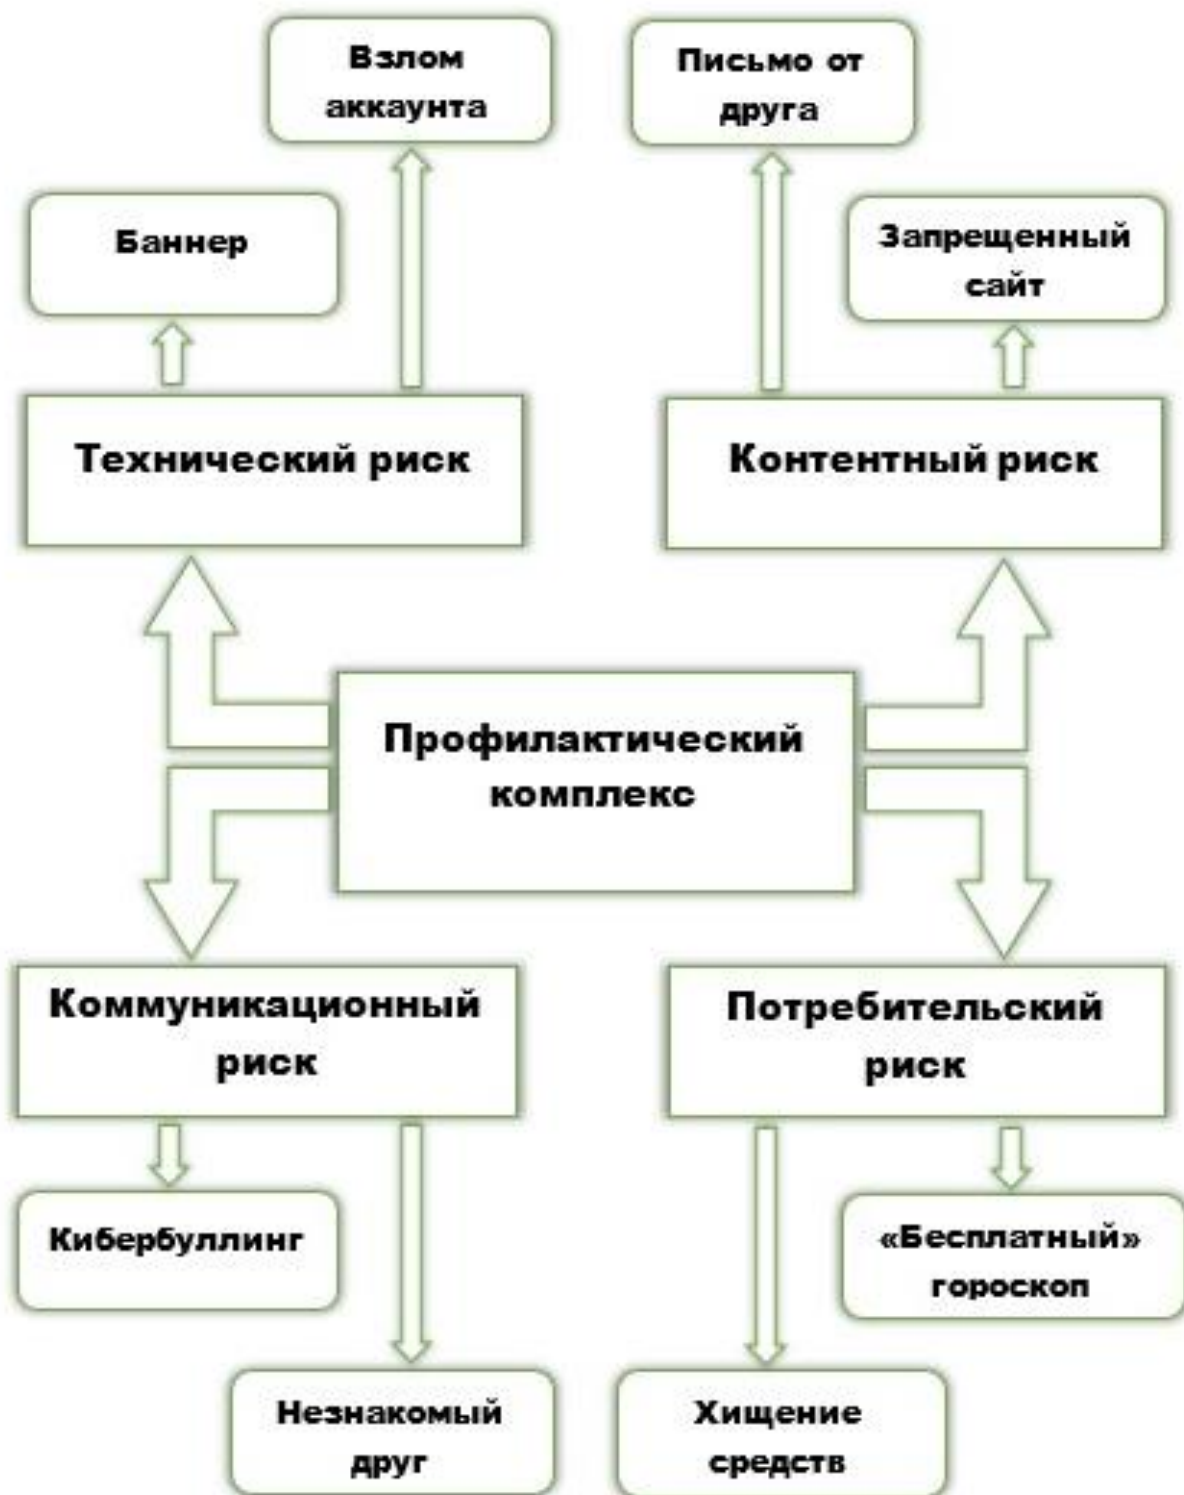 Взлом
аккаунта
Письмо от
друга
Баннер
Запрещенный
сайт
Технический риск
Контентный риск
Профилактический
комплекс
Коммуникационный
риск
Потребительский
риск
Кибербуллинг
«Бесплатный»
гороскоп
Незнакомый
друг
Хищение
средств